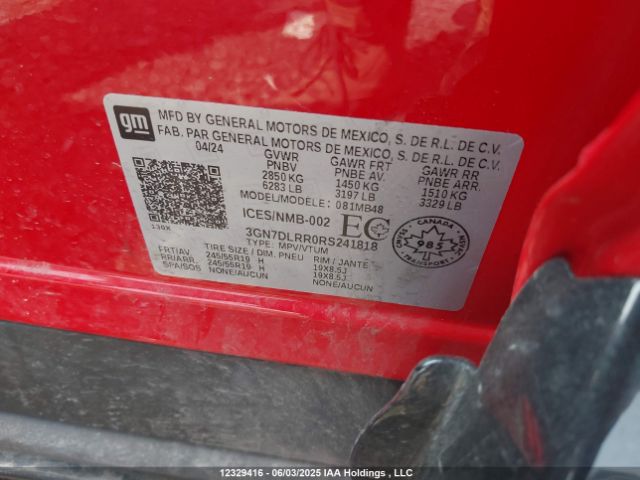 gm
MFD BY GENERAL MOTORS DE MEXICO, S. DE R.L. DE C.V.
FAB. PAR GENERAL MOTORS DE MEXICO, S. DE R.L. DE C.V.
04/24 GVWR GAWR FRT GAWR RR
PNBV PNBE AV. PNBE ARR.
2850 KG 1450 KG 1510 KG
6283 LB 3197 LB 3329 LB
MODEL/MODÈLE: 081MB48
ICES/NMB-002 EC
130X
3GN7DLRR0RS241818
TYPE: MPV/VTUM
TIRE SIZE / DIM. PNEU RIM / JANTE
FRT/AV 245/55R19 H 19X8.5J
RR/ARR. 245/55R19 H 19X8.5J
SPA/SOS NONE/AUCUN NONE/AUCUN
CANADA
985
TRANSPORT
12329416 - 06/03/2025 IAA Holdings , LLC